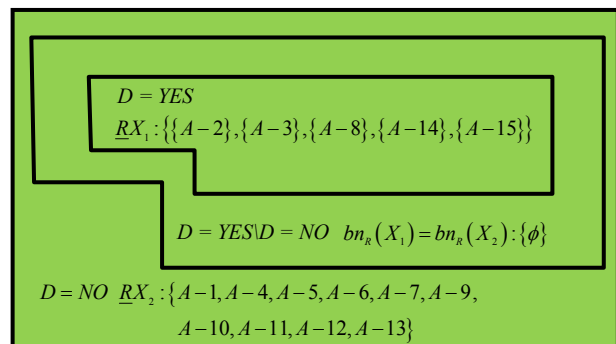 D = YES
R̲X₁:{{A−2},{A−3},{A−8},{A−14},{A−15}}
D = YES\D = NO bn_R(X₁)=bn_R(X₂):{ϕ}
D = NO R̲X₂:{A−1,A−4,A−5,A−6,A−7,A−9,
A−10,A−11,A−12,A−13}